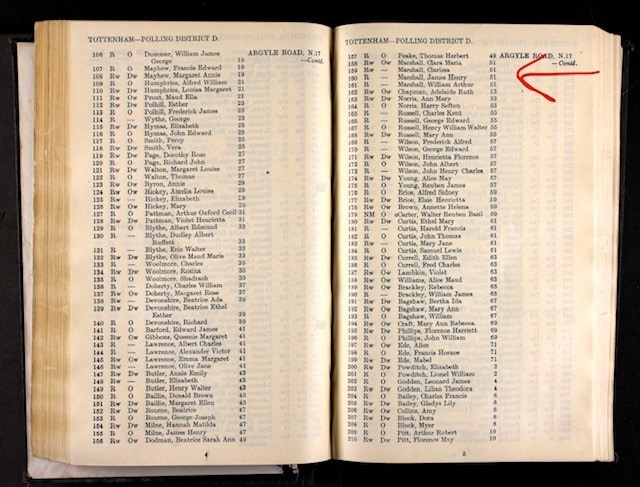 TOTTENHAM—POLLING DISTRICT D.
106 R O Dummer, William James
George 19 ARGYLE ROAD, N.17
—Contd.
107 R O Mayhew, Francis Edward 19
108 Rw Dw Mayhew, Margaret Annie 19
109 R O Humphries, Alfred William 21
110 Rw Dw Humphries, Louisa Margaret 21
111 Rw Ow Prout, Maud Ella 21
112 Rw Dw Polhill, Esther 23
113 R O Polhill, Frederick James 23
114 R — Wythe, George 23
115 Rw Dw Hymas, Elizabeth 25
116 R O Hymas, John Edward 25
117 R O Smith, Percy 25
118 Rw Dw Smith, Vera 25
119 Rw Dw Page, Dorothy Rose 27
120 R O Page, Richard John 27
121 Rw Dw Walton, Margaret Louise 27
122 R O Walton, Thomas 27
123 Rw Ow Byron, Annie 29
124 Rw Ow Hickey, Amelia Louisa 29
125 Rw — Hickey, Elizabeth 29
126 Rw Ow Hickey, Mary 29
127 R O Pattman, Arthur Oxford Cecil 31
128 Rw Dw Pattman, Violet Henrietta 31
129 R O Blythe, Albert Edmund 33
130 R — Blythe, Dudley Albert
Ruffett 33
131 R — Blythe, Eric Walter 33
132 Rw Dw Blythe, Olive Maud Marie 33
133 R O Woolmore, Charles 35
134 Rw Dw Woolmore, Rosina 35
135 R O Woolmore, Shadrach 35
136 R — Doherty, Charles William 37
137 Rw Ow Doherty, Margaret Rose 37
138 Rw — Devonshire, Beatrice Ada 39
139 Rw Dw Devonshire, Beatrice Ethel
Esther 39
140 R O Devonshire, Richard 39
141 R O Barford, Edward James 41
142 Rw Ow Gibbons, Queenie Margaret 41
143 R — Lawrence, Albert Charles 41
144 R — Lawrence, Alexander Victor 41
145 Rw Ow Lawrence, Emma Margaret 41
146 Rw — Lawrence, Olive Jane 41
147 Rw Dw Butler, Annie Emily 43
148 Rw — Butler, Elizabeth 43
149 R O Butler, Henry Walter 43
150 R O Baillie, Donald Brown 45
151 Rw Dw Baillie, Margaret Ellen 45
152 Rw Dw Bourne, Beatrice 47
153 R O Bourne, George Joseph 47
154 Rw Dw Milne, Hannah Matilda 47
155 R O Milne, James Henry 47
156 Rw Ow Dodman, Beatrice Sarah Ann 49
4
TOTTENHAM—POLLING DISTRICT D.
157 R O Peake, Thomas Herbert 49 ARGYLE ROAD, N.17
158 Rw Ow Marshall, Clara Maria 51 —Contd.
159 Rw — Marshall, Clarissa 51
160 R — Marshall, James Henry 51
161 R — Marshall, William Arthur 51
162 Rw Ow Chapman, Adelaide Ruth 53
163 Rw Dw Norris, Ann Mary 53
164 R O Norris, Harry Sefton 53
165 R — Russell, Charles Kent 55
166 R — Russell, George Edward 55
167 R O Russell, Henry William Walter 55
168 Rw Dw Russell, Mary Ann 55
169 R — Wilson, Frederick Alfred 57
170 R — Wilson, George Edward 57
171 Rw Dw Wilson, Henrietta Florence 57
172 R O Wilson, John Albert 57
173 R — Wilson, John Henry Charles 57
174 Rw Dw Young, Alice May 57
175 R O Young, Reuben James 57
176 R O Brice, Alfred Sidney 59
177 Rw Dw Brice, Elsie Henrietta 59
178 Rw Ow Brown, Annette Helena 59
179 NM O aCarter, Walter Reuben Basil 59
180 Rw Dw Curtis, Ethel Mary 61
181 R — Curtis, Harold Francis 61
182 R O Curtis, John Thomas 61
183 Rw — Curtis, Mary Jane 61
184 R O Curtis, Samuel Lewis 61
185 Rw Dw Currell, Edith Ellen 63
186 R O Currell, Fred Charles 63
187 Rw Ow Lambkin, Violet 63
188 Rw Ow Williams, Alice Maud 63
189 Rw Ow Brackley, Rebecca 65
190 R — Brackley, William James 65
191 Rw Dw Bagshaw, Bertha Ida 67
192 Rw Ow Bagshaw, Mary Ann 67
193 R O Bagshaw, William 67
194 Rw Ow Craft, Mary Ann Rebecca 69
195 Rw Dw Phillips, Florence Harriett 69
196 R O Phillips, John William 69
197 Rw Ow Ede, Alice 71
198 R O Ede, Francis Horace 71
199 Rw Dw Ede, Mabel 71
200 Rw Dw Powditch, Elizabeth 2
201 R O Powditch, Lionel William 2
202 R O Godden, Leonard James 4
203 Rw Dw Godden, Lilian Theodora 4
204 R O Bailey, Charles Francis 6
205 Rw Dw Bailey, Gladys Lily 6
206 Rw Ow Collins, Amy 6
207 Rw Dw Block, Dora 8
208 R O Block, Myer 8
209 R O Pitt, Arthur Robert 10
210 Rw Dw Pitt, Florence May 10
5